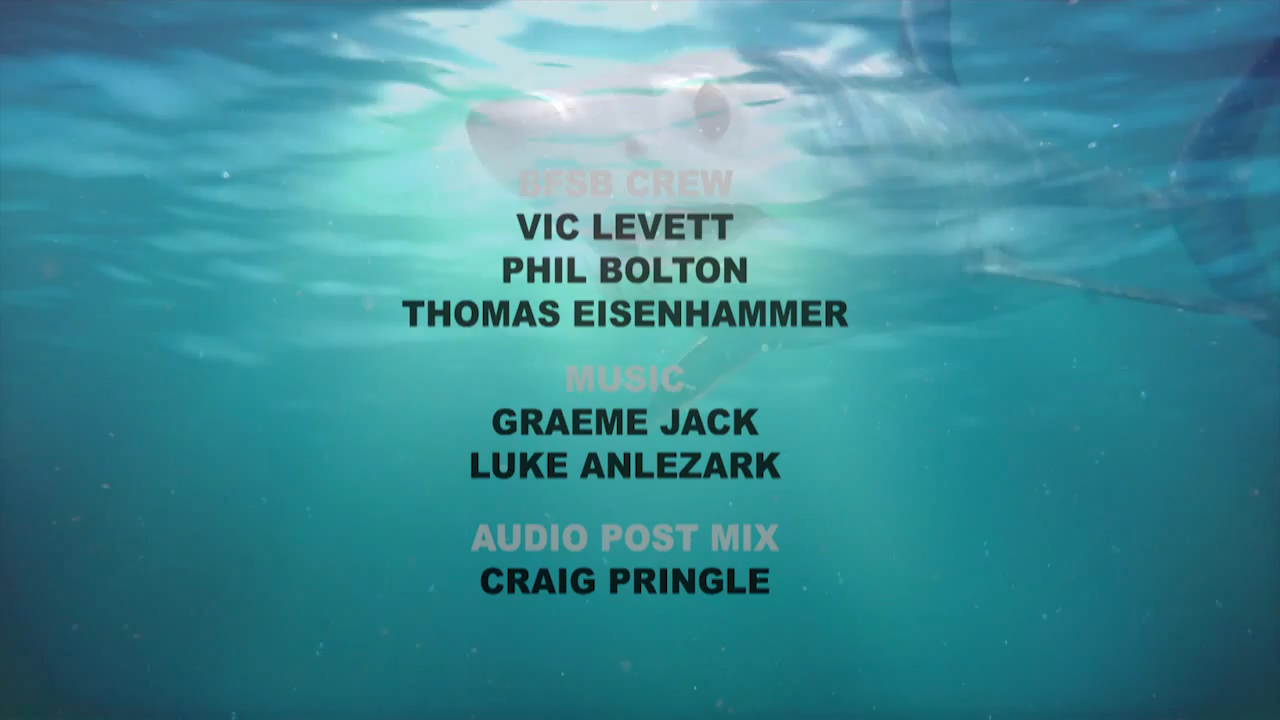 BFSB CREW
VIC LEVETT
PHIL BOLTON
THOMAS EISENHAMMER
MUSIC
GRAEME JACK
LUKE ANLEZARK
AUDIO POST MIX
CRAIG PRINGLE